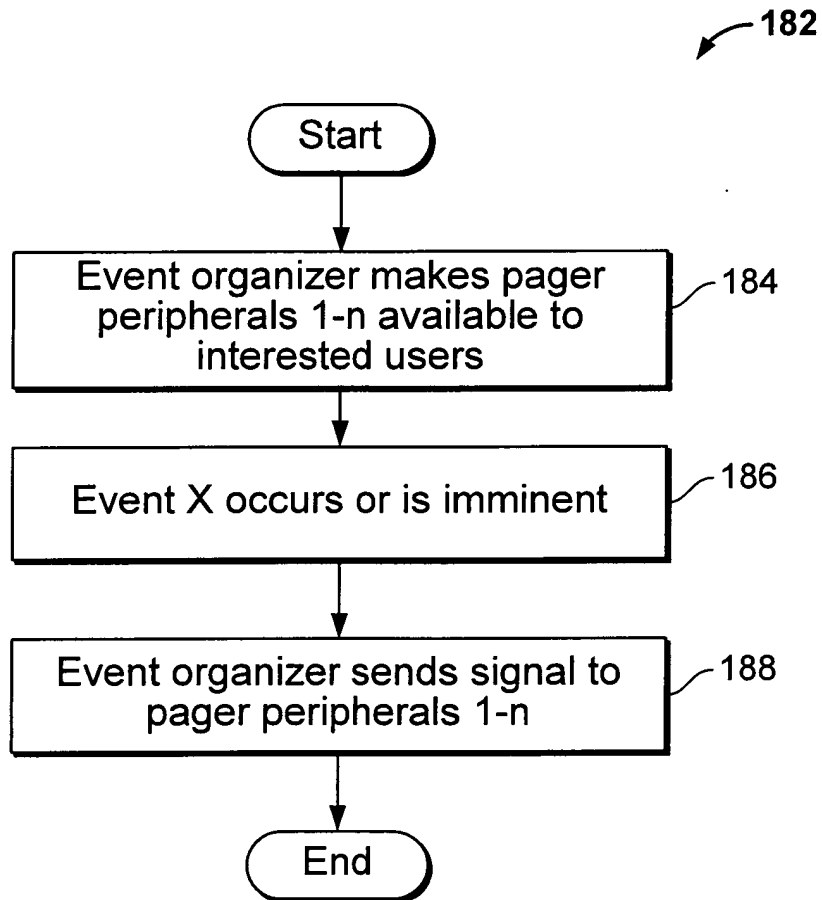 182
Start
Event organizer makes pager
peripherals 1-n available to
interested users
184
Event X occurs or is imminent
186
Event organizer sends signal to
pager peripherals 1-n
188
End